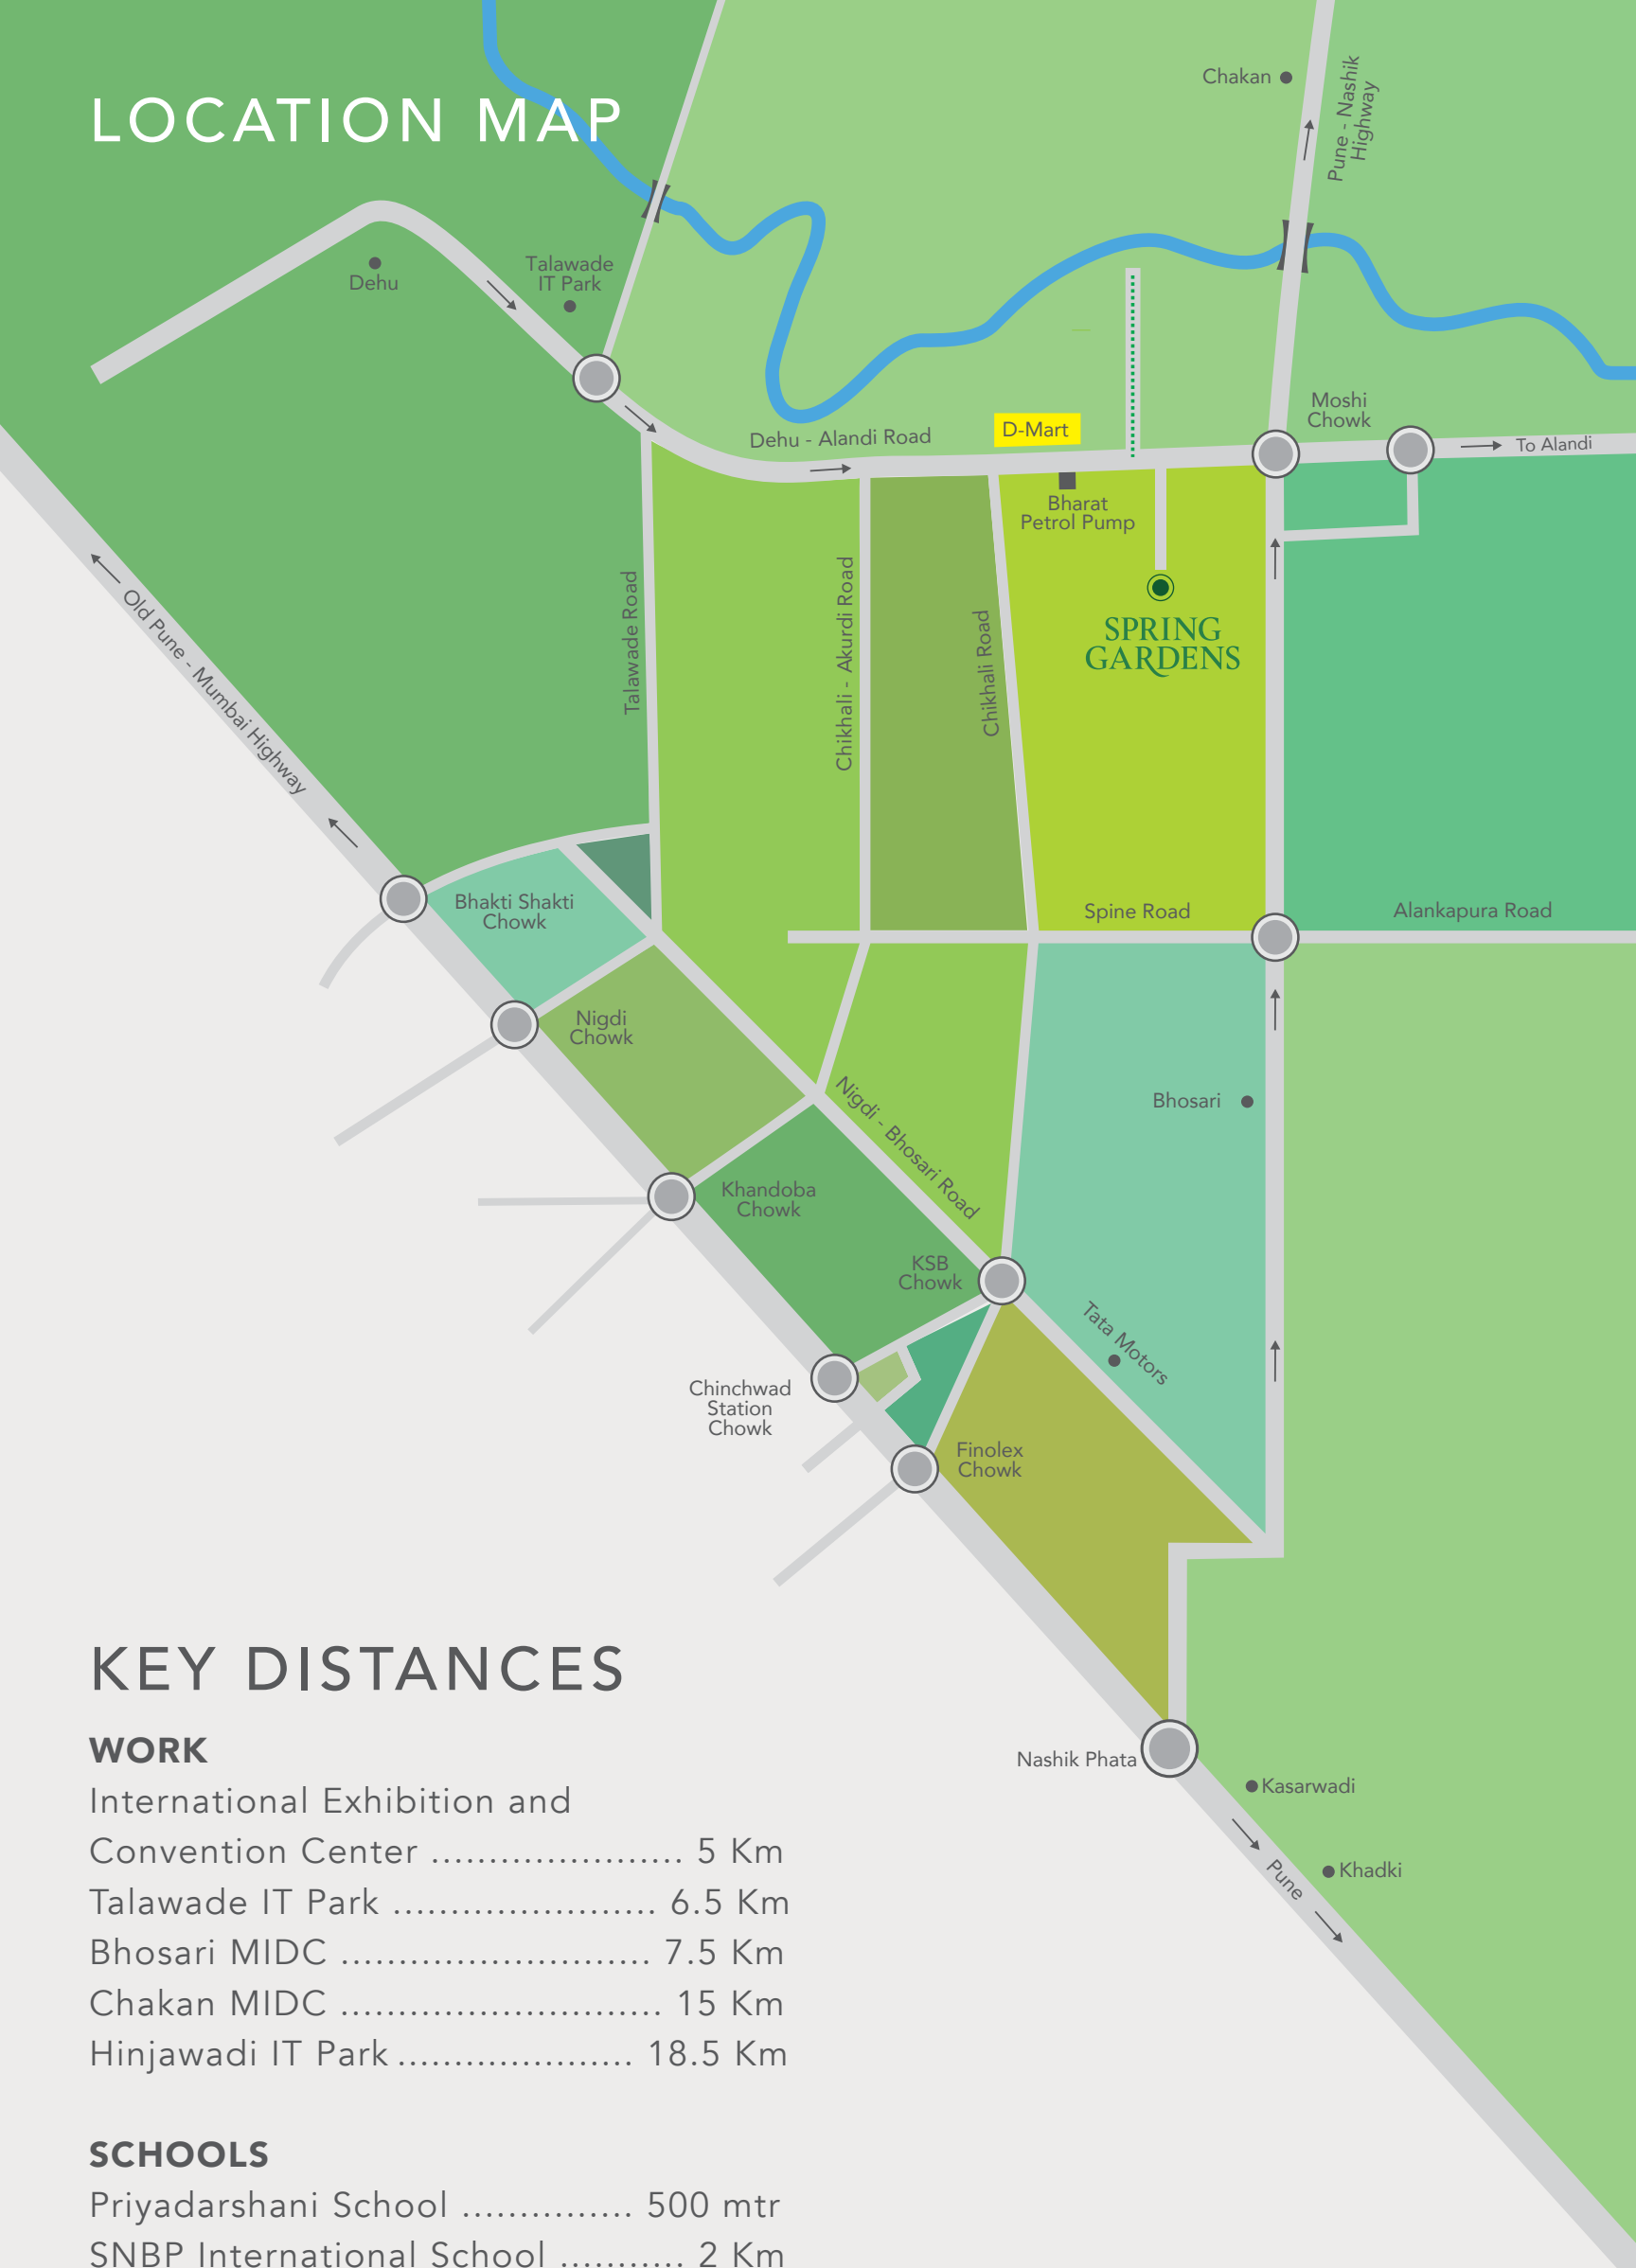 LOCATION MAP
Chakan
Pune - Nashik
Highway
Dehu
Talawade
IT Park
Moshi
Chowk
D-Mart
Dehu - Alandi Road
To Alandi
Bharat
Petrol Pump
SPRING
GARDENS
Old Pune - Mumbai Highway
Talawade Road
Chikhali - Akurdi Road
Chikhali Road
Bhakti Shakti
Chowk
Spine Road
Alankapura Road
Nigdi
Chowk
Bhosari
Nigdi - Bhosari Road
Khandoba
Chowk
KSB
Chowk
Tata Motors
Chinchwad
Station
Chowk
Finolex
Chowk
Nashik Phata
Kasarwadi
Khadki
Pune
KEY DISTANCES
WORK
International Exhibition and
Convention Center ...................... 5 Km
Talawade IT Park ....................... 6.5 Km
Bhosari MIDC ........................... 7.5 Km
Chakan MIDC ............................ 15 Km
Hinjawadi IT Park ..................... 18.5 Km
SCHOOLS
Priyadarshani School ............... 500 mtr
SNBP International School ........... 2 Km